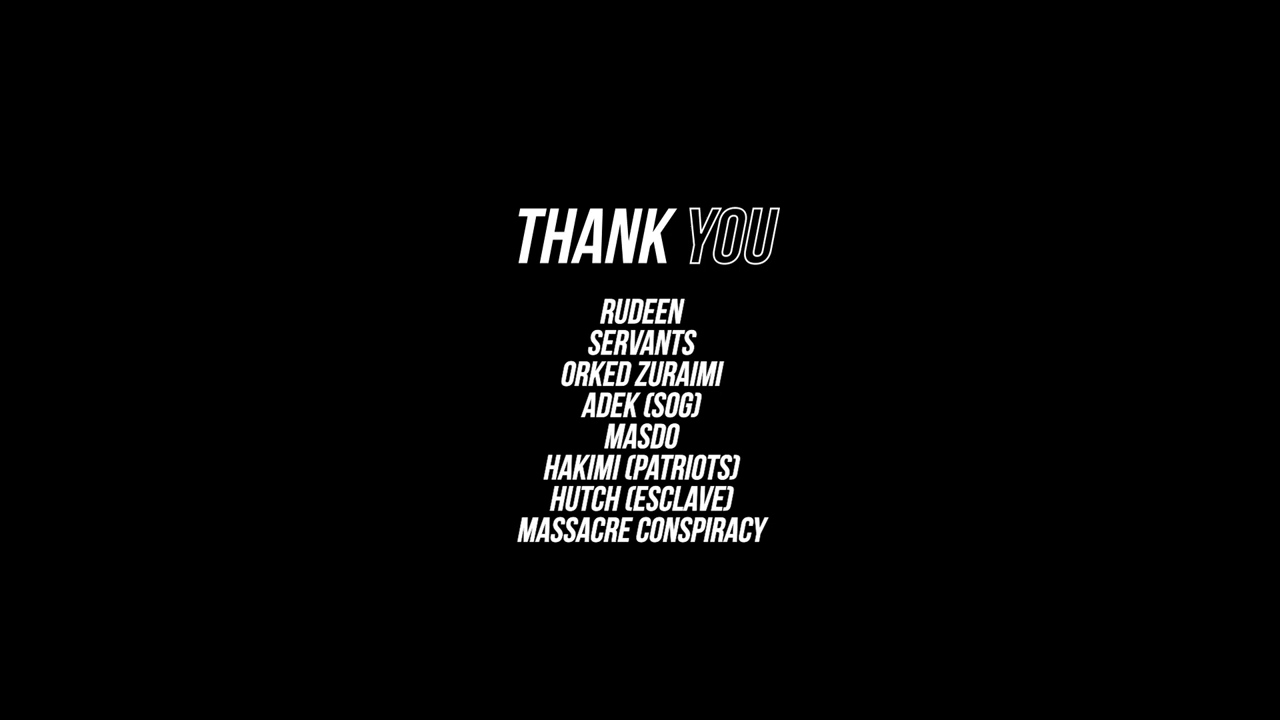 THANK YOU
RUDEEN
SERVANTS
ORKED ZURAIMI
ADEK (SOG)
MASDO
HAKIMI (PATRIOTS)
HUTCH (ESCLAVE)
MASSACRE CONSPIRACY